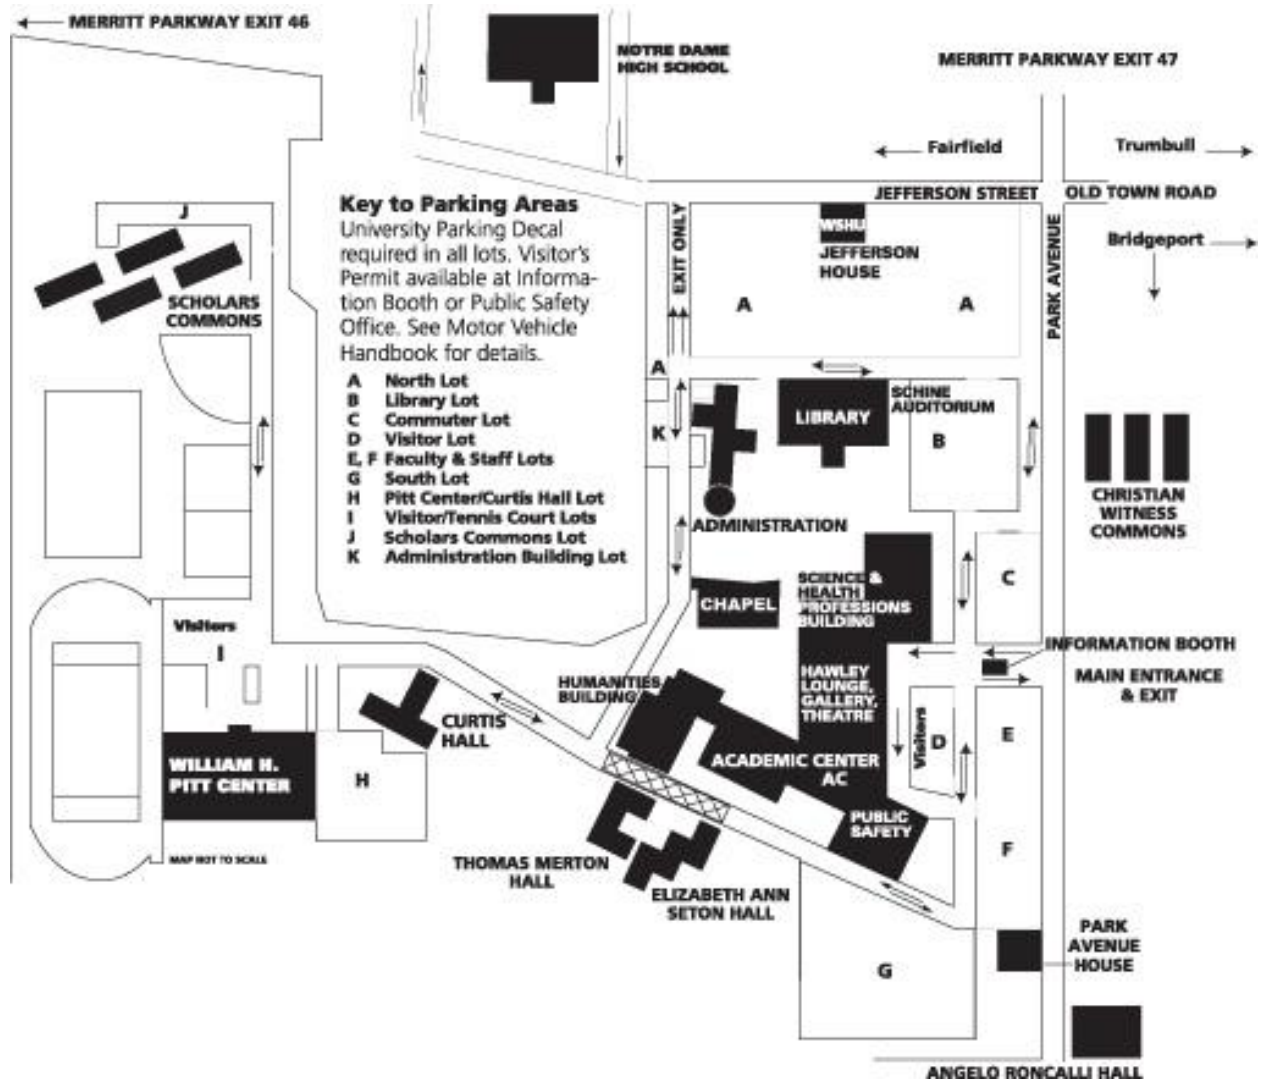 MERRITT PARKWAY EXIT 46
NOTRE DAME
HIGH SCHOOL
MERRITT PARKWAY EXIT 47
Fairfield
Trumbull
JEFFERSON STREET
OLD TOWN ROAD
Bridgeport
PARK AVENUE
EXIT ONLY
WSHU
JEFFERSON
HOUSE
A
A
Key to Parking Areas
University Parking Decal
required in all lots. Visitor's
Permit available at Informa-
tion Booth or Public Safety
Office. See Motor Vehicle
Handbook for details.
A North Lot
B Library Lot
C Commuter Lot
D Visitor Lot
E, F Faculty & Staff Lots
G South Lot
H Pitt Center/Curtis Hall Lot
I Visitor/Tennis Court Lots
J Scholars Commons Lot
K Administration Building Lot
J
SCHOLARS
COMMONS
A
K
LIBRARY
SCHINE
AUDITORIUM
B
CHRISTIAN
WITNESS
COMMONS
ADMINISTRATION
CHAPEL
SCIENCE &
HEALTH
PROFESSIONS
BUILDING
C
INFORMATION BOOTH
MAIN ENTRANCE
& EXIT
Visitors
I
HUMANITIES
BUILDING
HAWLEY
LOUNGE,
GALLERY,
THEATRE
CURTIS
HALL
Visitors
D
E
WILLIAM H.
PITT CENTER
H
ACADEMIC CENTER
AC
PUBLIC
SAFETY
F
MAP NOT TO SCALE
THOMAS MERTON
HALL
ELIZABETH ANN
SETON HALL
G
PARK
AVENUE
HOUSE
ANGELO RONCALLI HALL